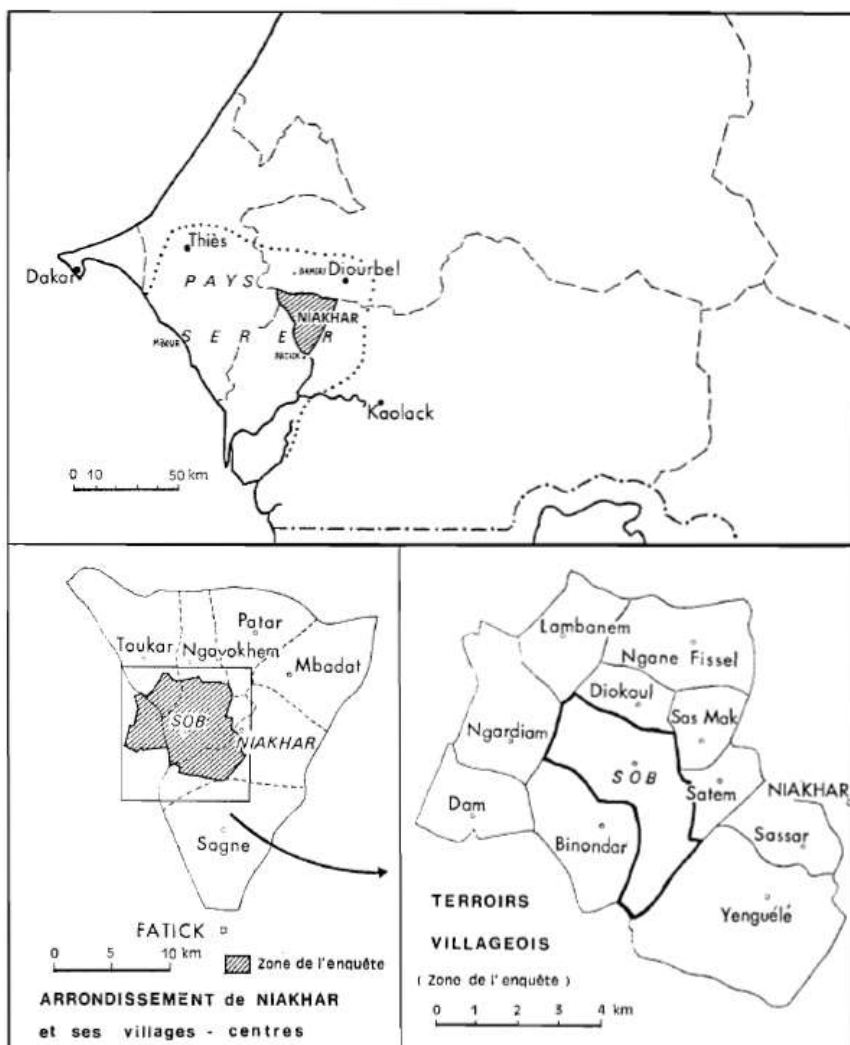 Thiès
Dakar
Diourbel
PAYS
NIAKHAR
SERER
Kaolack
0 10 50 km
Patar
Toukar
Ngayokhem
Mbadat
SOB
NIAKHAR
Sagne
FATICK
0 5 10 km
Zone de l'enquête
ARRONDISSEMENT de NIAKHAR
et ses villages - centres
Lambanem
Ngane Fissel
Diokoul
Sas Mak
Ngardiam
SOB
Satem
NIAKHAR
Dam
Binondar
Sassar
Yenguélé
TERROIRS
VILLAGEOIS
( Zone de l'enquête )
0 1 2 3 4 km